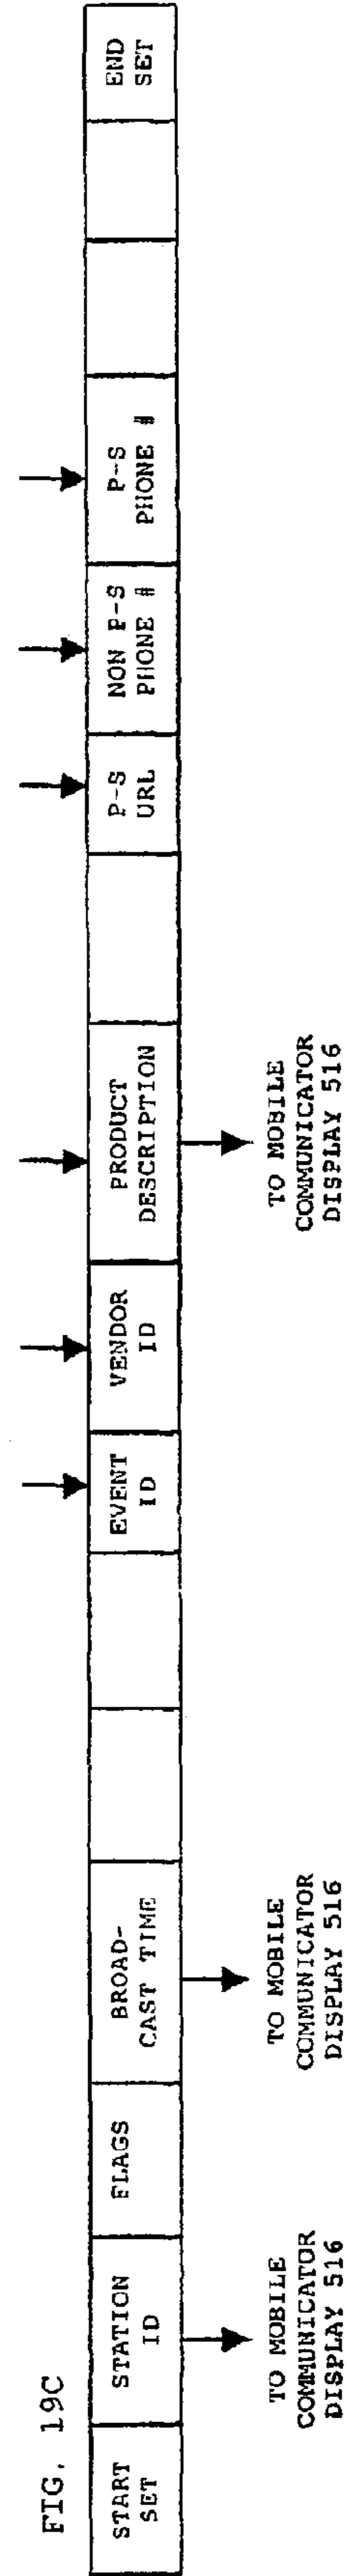 FIG. 19C
START
SET
STATION
ID
FLAGS
BROAD-
CAST TIME
EVENT
ID
VENDOR
ID
PRODUCT
DESCRIPTION
P-S
URL
NON P-S
PHONE #
P-S
PHONE #
END
SET
TO MOBILE
COMMUNICATOR
DISPLAY 516
TO MOBILE
COMMUNICATOR
DISPLAY 516
TO MOBILE
COMMUNICATOR
DISPLAY 516